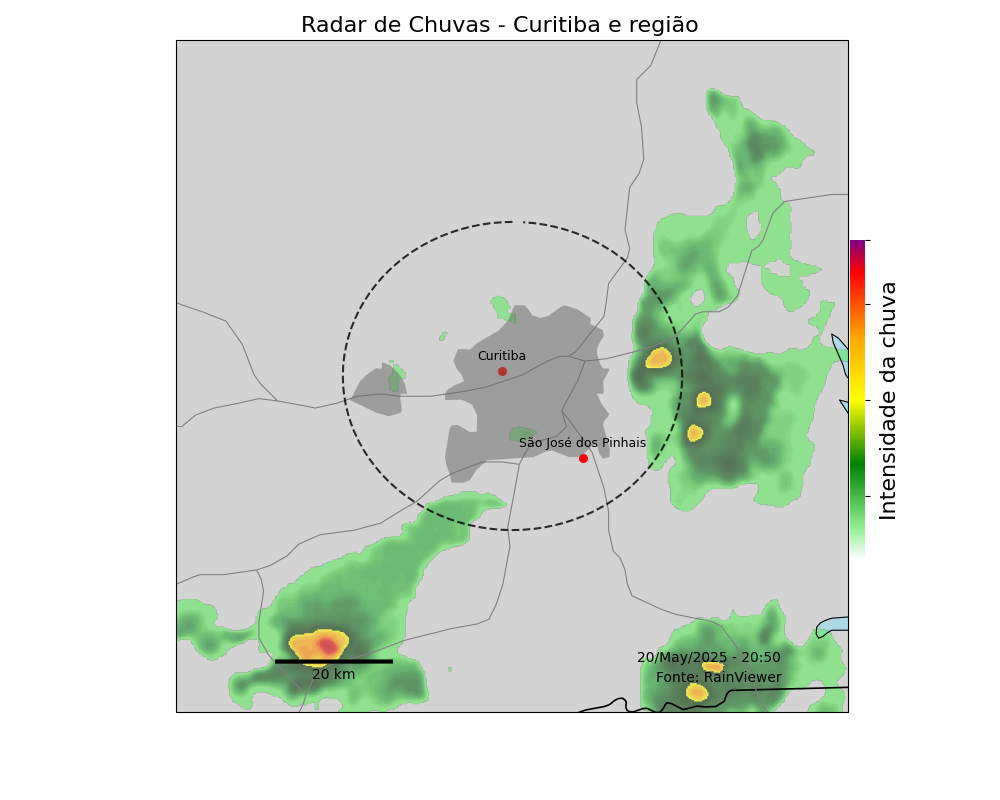 Radar de Chuvas - Curitiba e região
Curitiba
São José dos Pinhais
Intensidade da chuva
20/May/2025 - 20:50
20 km
Fonte: RainViewer